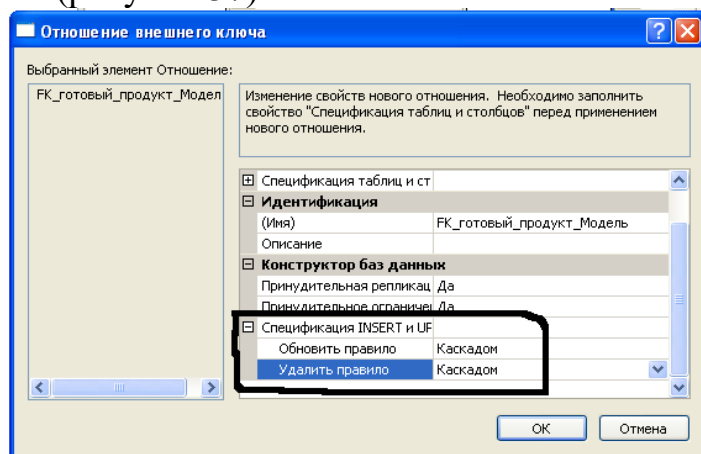 Отношение внешнего ключа
Выбранный элемент Отношение:
FK_готовый_продукт_Модел
Изменение свойств нового отношения. Необходимо заполнить
свойство "Спецификация таблиц и столбцов" перед применением
нового отношения.
Спецификация таблиц и ст
Идентификация
(Имя) FK_готовый_продукт_Модель
Описание
Конструктор баз данных
Принудительная репликац Да
Принудительное ограничен Да
Спецификация INSERT и UF
Обновить правило Каскадом
Удалить правило Каскадом
ОК Отмена